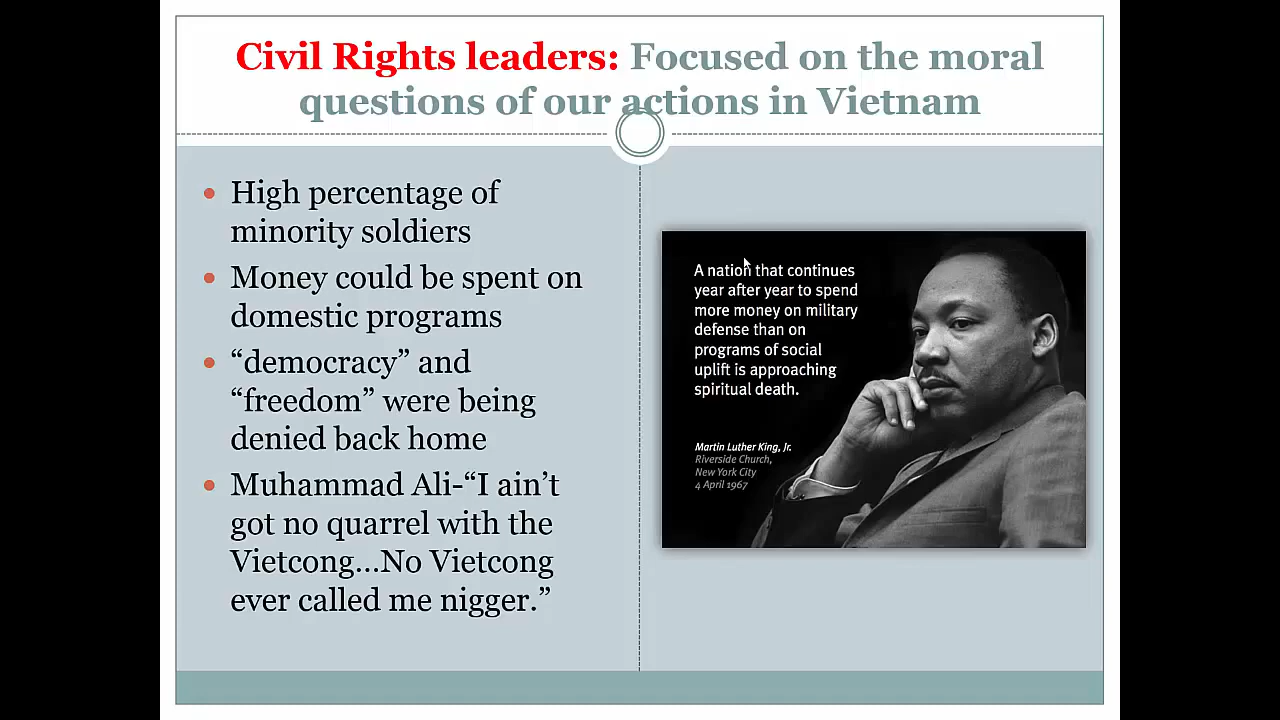 Civil Rights leaders: Focused on the moral
questions of our actions in Vietnam
High percentage of
minority soldiers
Money could be spent on
domestic programs
“democracy” and
“freedom” were being
denied back home
Muhammad Ali-“I ain’t
got no quarrel with the
Vietcong…No Vietcong
ever called me nigger.”
A nation that continues
year after year to spend
more money on military
defense than on
programs of social
uplift is approaching
spiritual death.
Martin Luther King, Jr.
Riverside Church,
New York City
4 April 1967